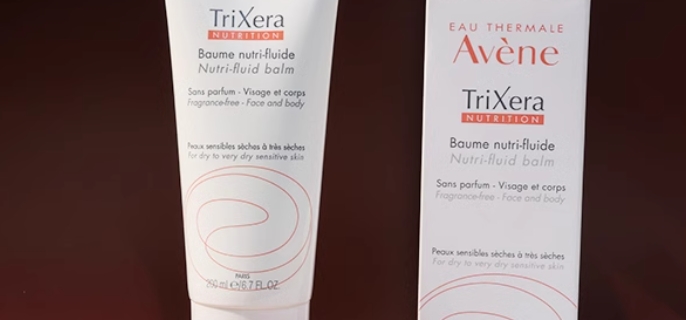 TriXera
NUTRITION
Baume nutri-fluide
Nutri-fluid balm
Sans parfum - Visage et corps
Fragrance-free - Face and body
Peaux sensibles sèches à très sèches
For dry to very dry sensitive skin
PARIS
200 ml e/6.7 FL.OZ.
EAU THERMALE
Avène
TriXera
NUTRITION
Baume nutri-fluide
Nutri-fluid balm
Sans parfum - Visage et corps
Fragrance-free - Face and body
Peaux sensibles sèches à très sèches
For dry to very dry sensitive skin